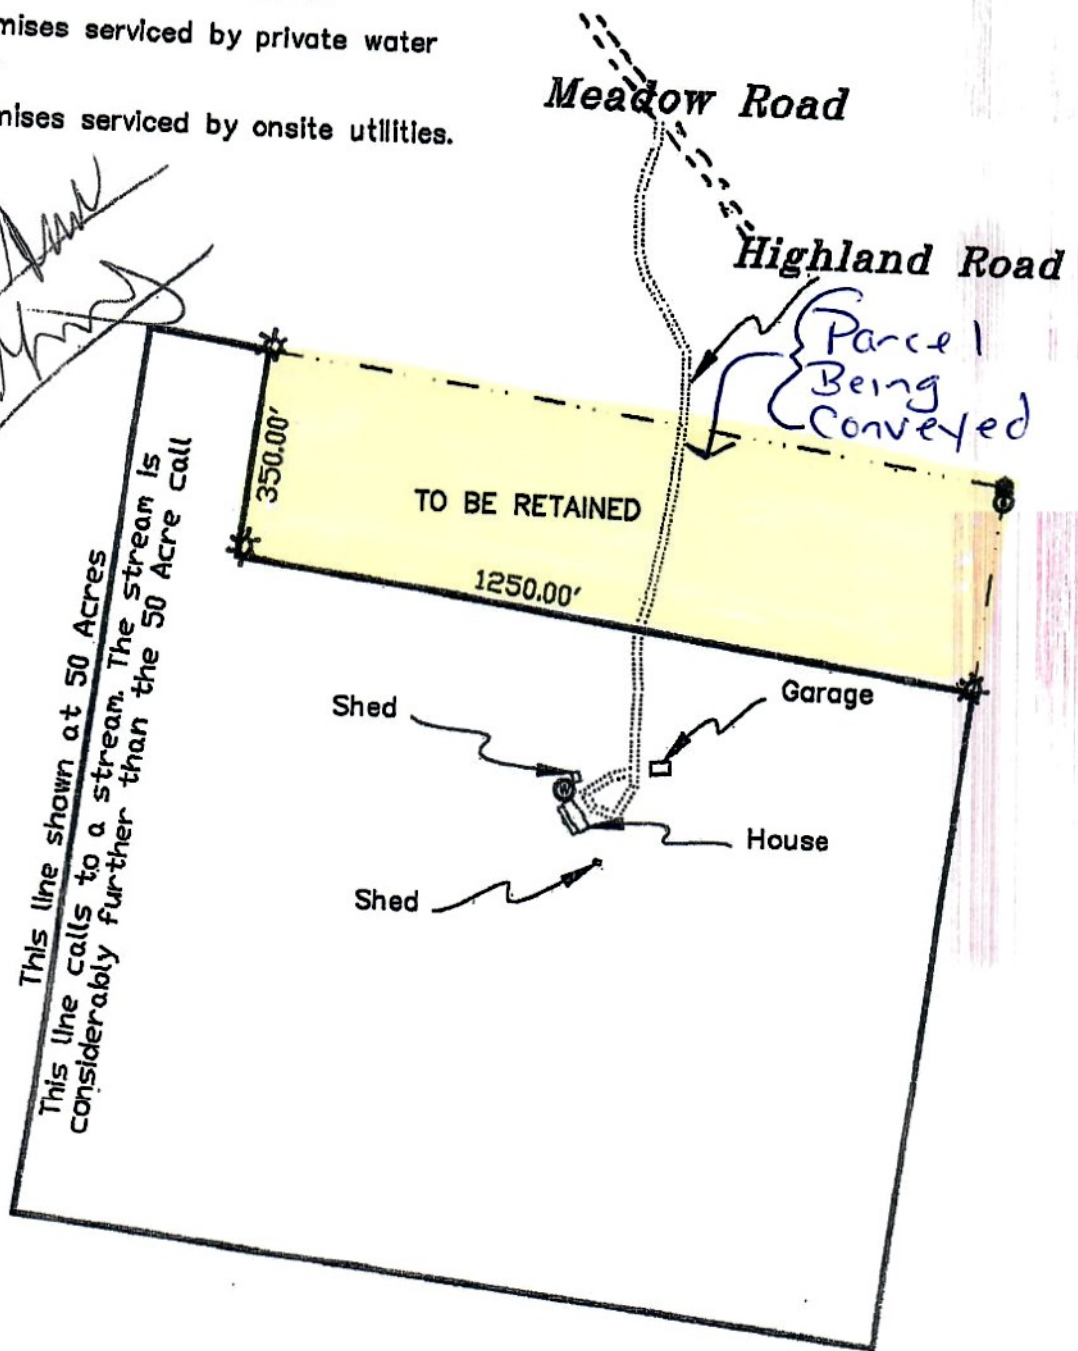 mises serviced by private water
mises serviced by onsite utilities.
Meadow Road
Highland Road
Parcel
Being
Conveyed
350.00'
TO BE RETAINED
1250.00'
This line shown at 50 Acres
This line calls to a stream. The stream is
considerably further than the 50 Acre call
Shed
Garage
W
House
Shed